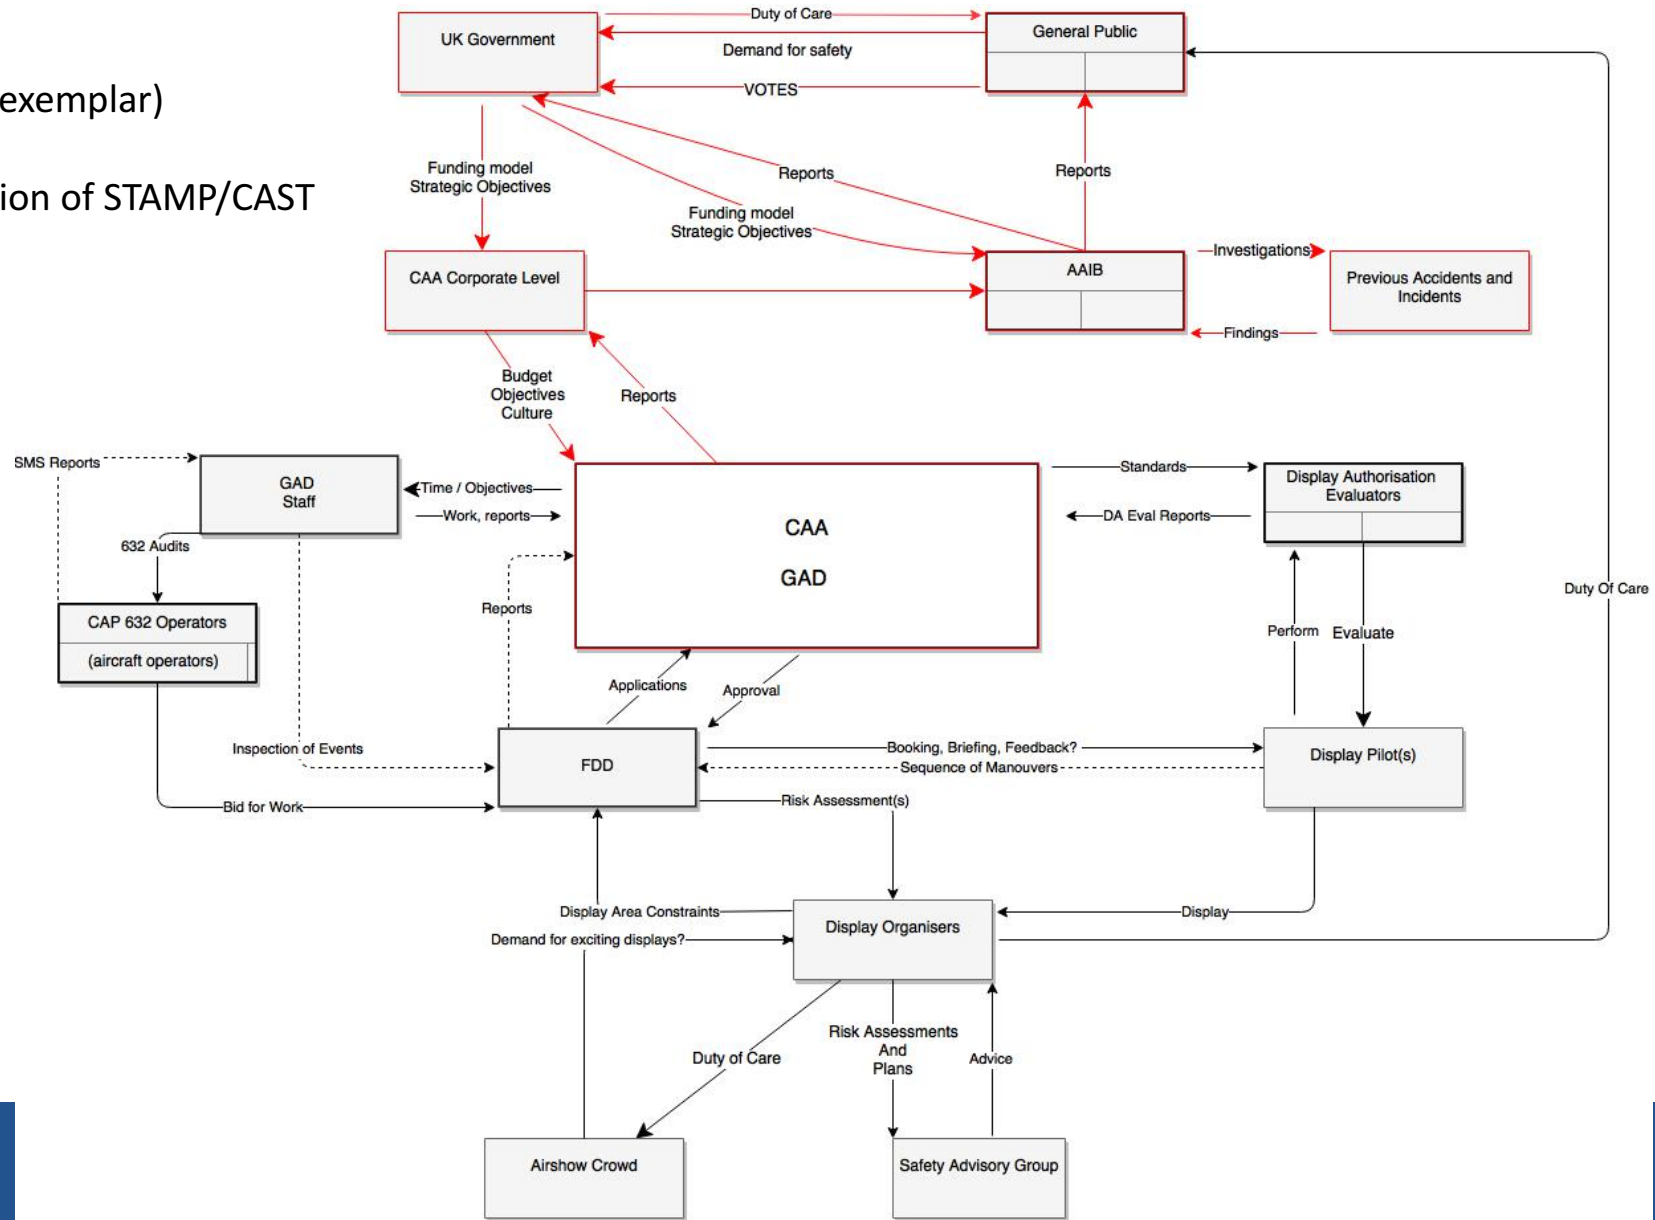 exemplar)
ion of STAMP/CAST
UK Government
Duty of Care
General Public
Demand for safety
VOTES
Funding model
Strategic Objectives
Reports
Reports
Funding model
Strategic Objectives
CAA Corporate Level
AAIB
Investigations
Previous Accidents and
Incidents
Findings
Budget
Objectives
Culture
Reports
SMS Reports
GAD
Staff
Time / Objectives
Work, reports
CAA
GAD
Standards
DA Eval Reports
Display Authorisation
Evaluators
632 Audits
CAP 632 Operators
(aircraft operators)
Reports
Duty Of Care
Perform
Evaluate
Applications
Approval
Inspection of Events
FDD
Booking, Briefing, Feedback?
Sequence of Manouvers
Display Pilot(s)
Bid for Work
Risk Assessment(s)
Display Area Constraints
Display Organisers
Display
Demand for exciting displays?
Duty of Care
Risk Assessments
And
Plans
Advice
Airshow Crowd
Safety Advisory Group